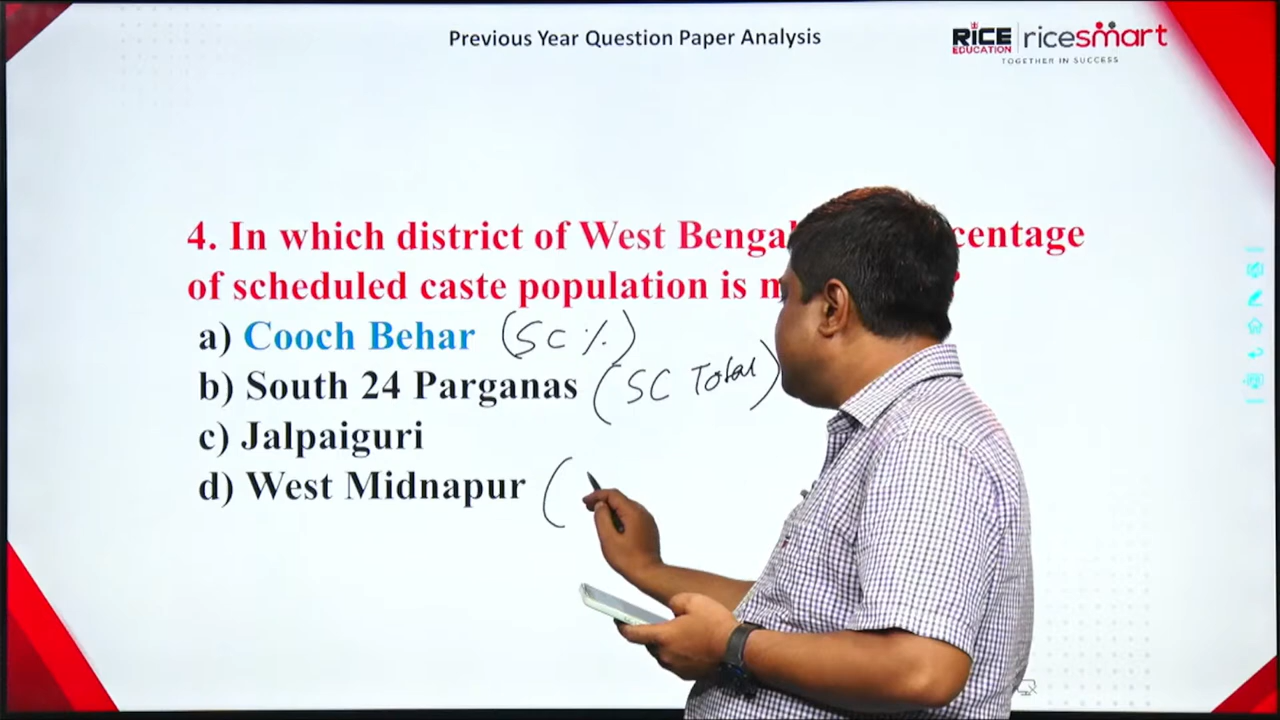 Previous Year Question Paper Analysis
RICE EDUCATION ricesmart
TOGETHER IN SUCCESS
4. In which district of West Bengal centage
of scheduled caste population is
a) Cooch Behar (SC %)
b) South 24 Parganas (SC Total)
c) Jalpaiguri
d) West Midnapur (